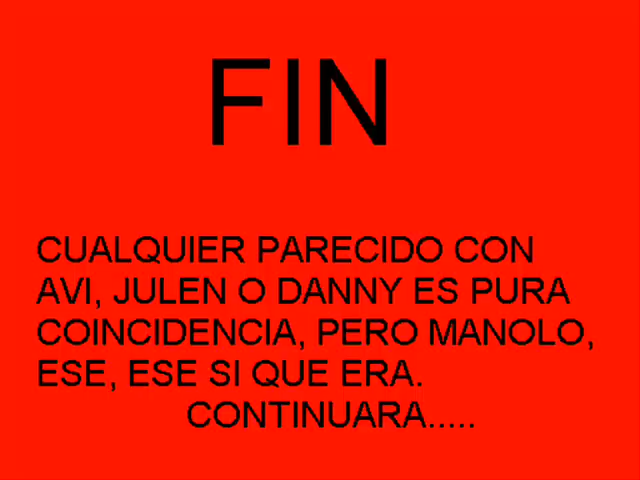 FIN
CUALQUIER PARECIDO CON
AVI, JULEN O DANNY ES PURA
COINCIDENCIA, PERO MANOLO,
ESE, ESE SI QUE ERA.
CONTINUARA.....